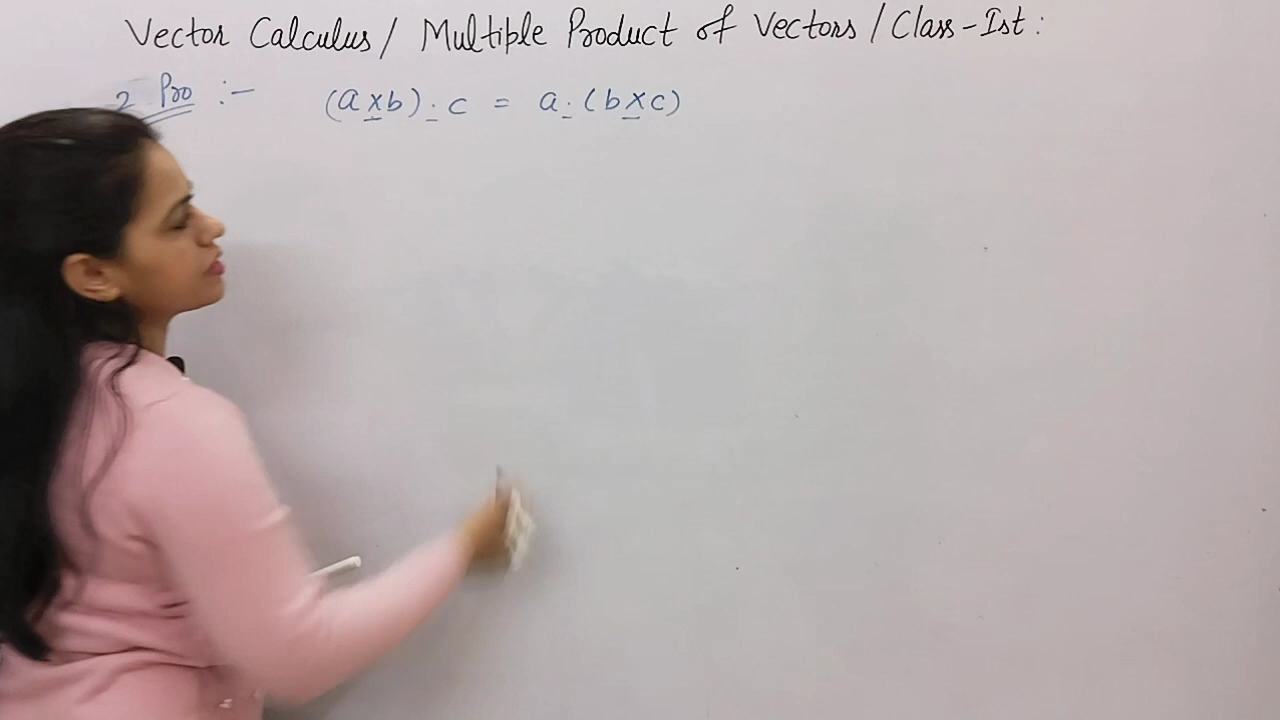 Vector Calculus / Multiple Product of Vectors / Class-Ist :
2 Pro :- (a x b) . c = a . (b x c)